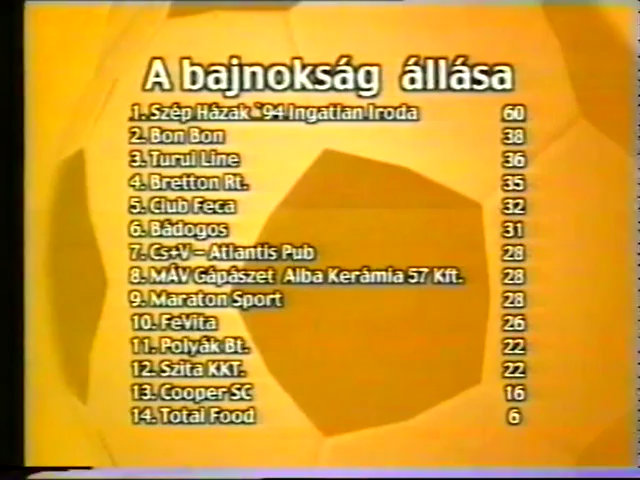 A bajnokság állása
1. Szép Házak `94 Ingatlan Iroda 60
2. Bon Bon 38
3. Turul Line 36
4. Bretton Rt. 35
5. Club Feca 32
6. Bádogos 31
7. Cs+V - Atlantis Pub 28
8. MÁV Gápászet Alba Kerámia 57 Kft. 28
9. Maraton Sport 28
10. FeVita 26
11. Polyák Bt. 22
12. Szita KKT. 22
13. Cooper SC 16
14. Total Food 6